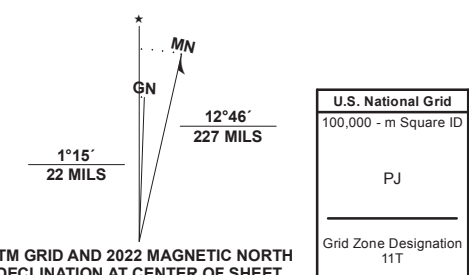 ★
MN
GN
1°15´
22 MILS
12°46´
227 MILS
TM GRID AND 2022 MAGNETIC NORTH
DECLINATION AT CENTER OF SHEET
U.S. National Grid
100,000 - m Square ID
PJ
Grid Zone Designation
11T